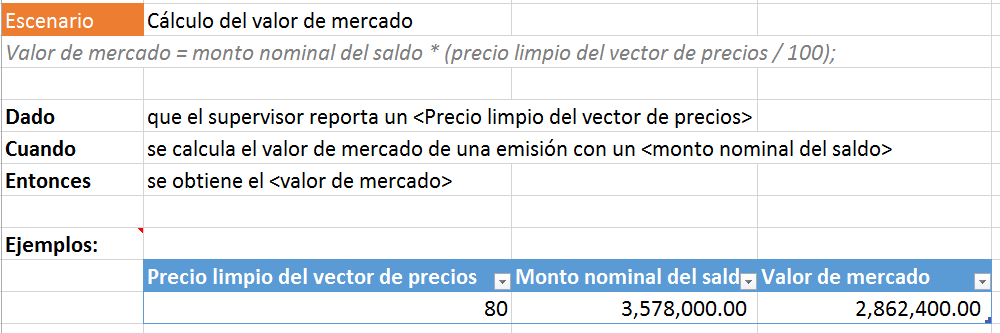 Escenario Cálculo del valor de mercado
Valor de mercado = monto nominal del saldo * (precio limpio del vector de precios / 100);
Dado que el supervisor reporta un <Precio limpio del vector de precios>
Cuando se calcula el valor de mercado de una emisión con un <monto nominal del saldo>
Entonces se obtiene el <valor de mercado>
Ejemplos:
Precio limpio del vector de precios Monto nominal del sald Valor de mercado
80 3,578,000.00 2,862,400.00